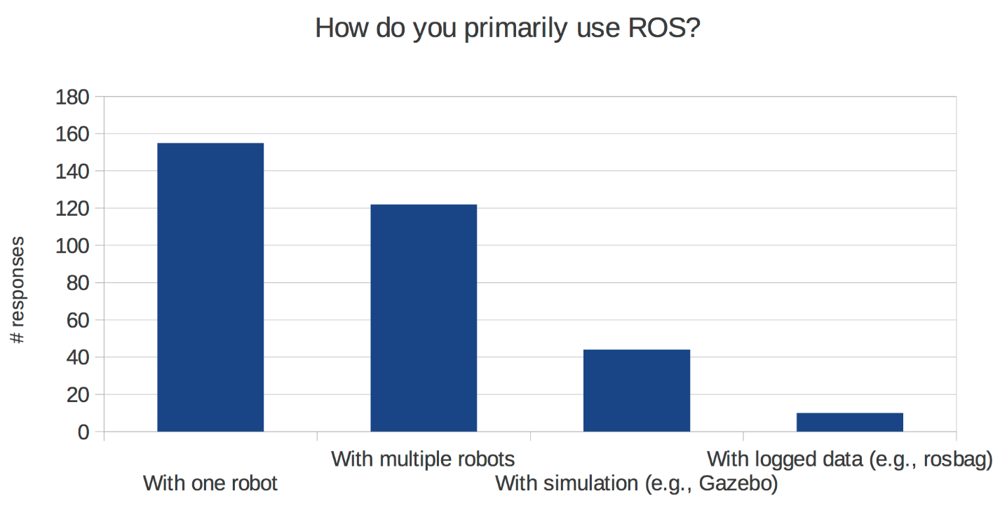 How do you primarily use ROS?
180
160
140
120
100
80
60
40
20
0
# responses
With one robot
With multiple robots
With simulation (e.g., Gazebo)
With logged data (e.g., rosbag)